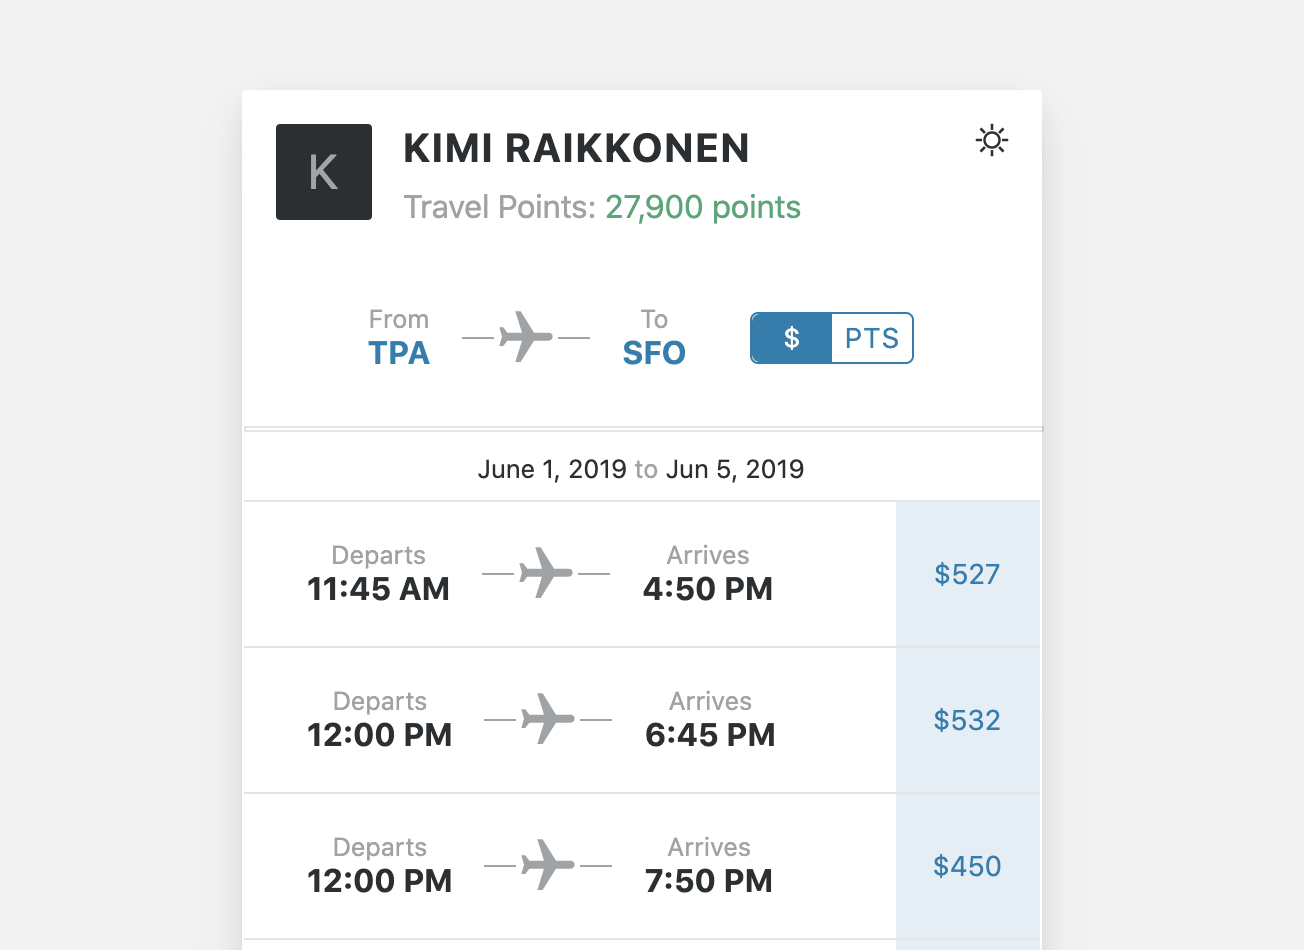 K
KIMI RAIKKONEN
Travel Points: 27,900 points
From
TPA
To
SFO
$
PTS
June 1, 2019 to Jun 5, 2019
Departs
11:45 AM
Arrives
4:50 PM
$527
Departs
12:00 PM
Arrives
6:45 PM
$532
Departs
12:00 PM
Arrives
7:50 PM
$450